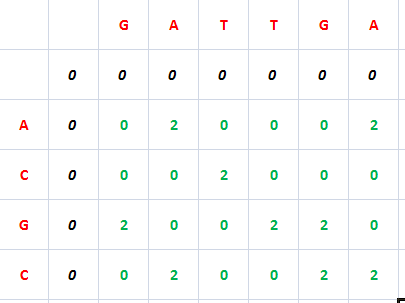 G A T T G A
0 0 0 0 0 0 0
A 0 0 2 0 0 0 2
C 0 0 0 2 0 0 0
G 0 2 0 0 2 2 0
C 0 0 2 0 0 2 2